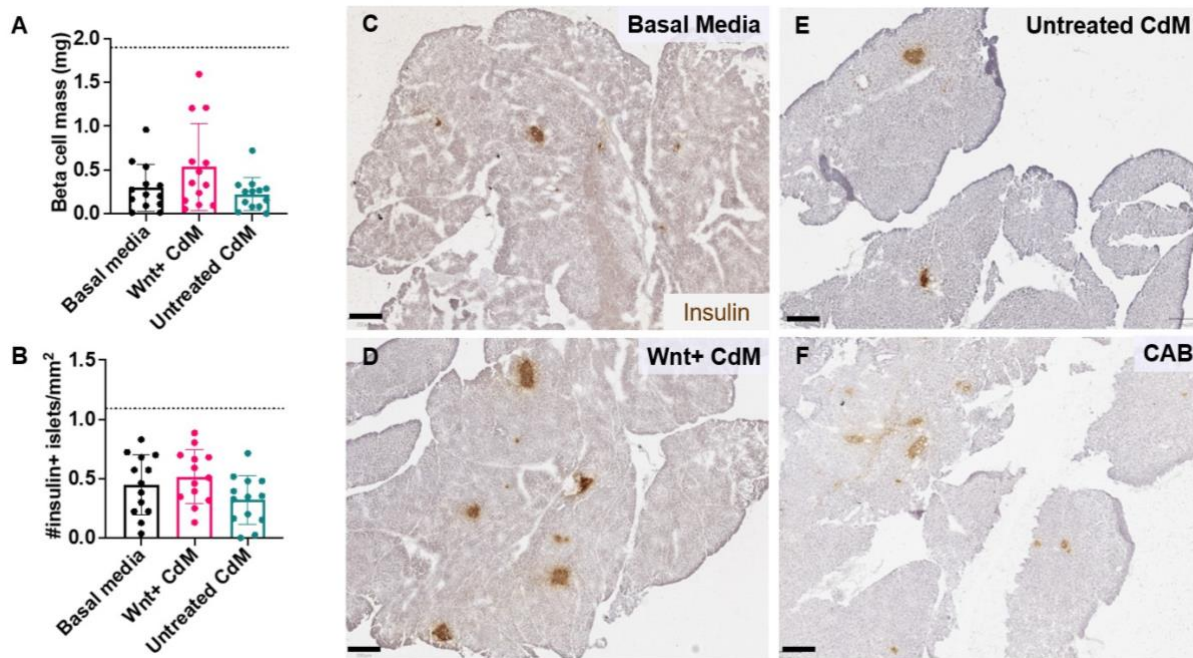 A
Beta cell mass (mg)
2.0
1.5
1.0
0.5
0.0
Basal media
Wnt+ CdM
Untreated CdM
B
#insulin+ islets/mm²
1.5
1.0
0.5
0.0
Basal media
Wnt+ CdM
Untreated CdM
C
Basal Media
Insulin
D
Wnt+ CdM
E
Untreated CdM
F
CAB